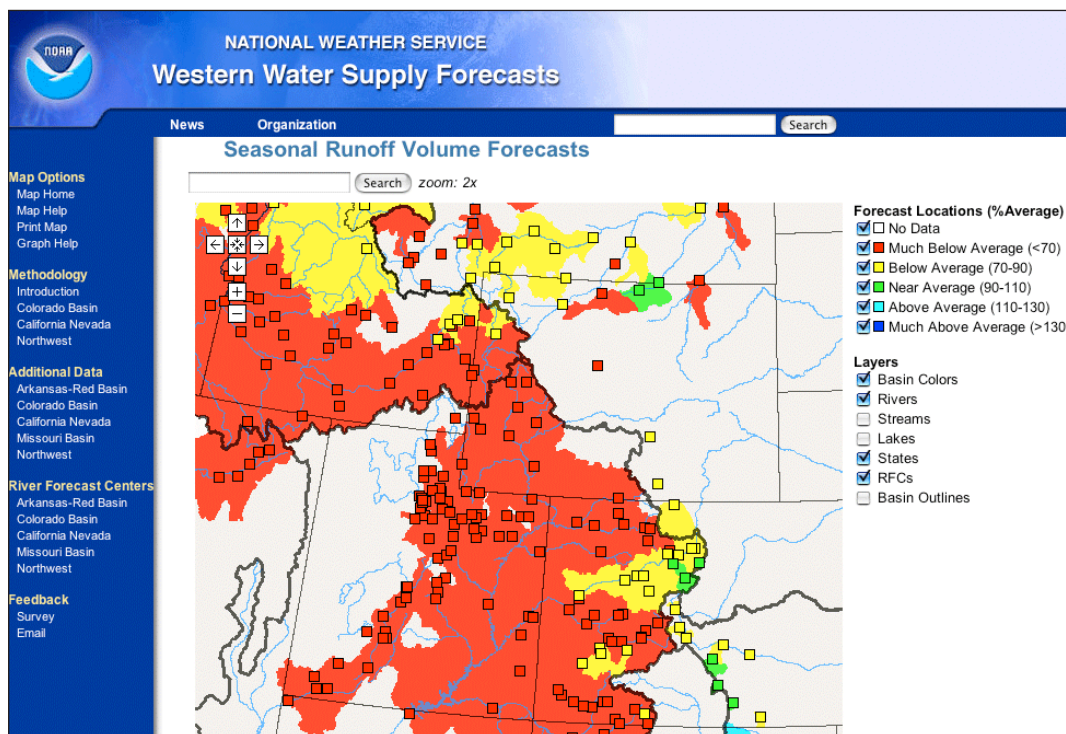 NOAA
NATIONAL WEATHER SERVICE
Western Water Supply Forecasts
News Organization Search
Seasonal Runoff Volume Forecasts
Search zoom: 2x
Map Options
Map Home
Map Help
Print Map
Graph Help
Methodology
Introduction
Colorado Basin
California Nevada
Northwest
Additional Data
Arkansas-Red Basin
Colorado Basin
California Nevada
Missouri Basin
Northwest
River Forecast Centers
Arkansas-Red Basin
Colorado Basin
California Nevada
Missouri Basin
Northwest
Feedback
Survey
Email
Forecast Locations (%Average)
No Data
Much Below Average (<70)
Below Average (70-90)
Near Average (90-110)
Above Average (110-130)
Much Above Average (>130
Layers
Basin Colors
Rivers
Streams
Lakes
States
RFCs
Basin Outlines